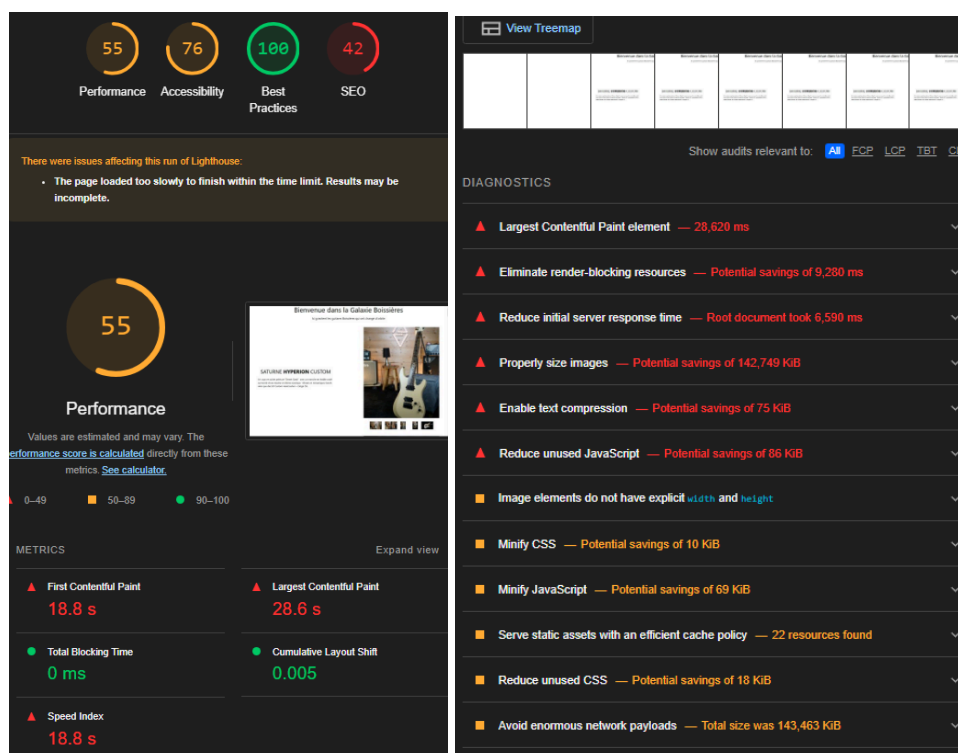 55
76
100
42
Performance
Accessibility
Best
Practices
SEO
There were issues affecting this run of Lighthouse:
• The page loaded too slowly to finish within the time limit. Results may be
incomplete.
55
Performance
Values are estimated and may vary. The
performance score is calculated directly from these
metrics. See calculator.
0–49
50–89
90–100
Bienvenue dans la Galaxie Boissières
SATURNE HYPERION CUSTOM
METRICS
Expand view
First Contentful Paint
18.8 s
Largest Contentful Paint
28.6 s
Total Blocking Time
0 ms
Cumulative Layout Shift
0.005
Speed Index
18.8 s
View Treemap
Show audits relevant to: All FCP LCP TBT
DIAGNOSTICS
Largest Contentful Paint element — 28,620 ms
Eliminate render-blocking resources — Potential savings of 9,280 ms
Reduce initial server response time — Root document took 6,590 ms
Properly size images — Potential savings of 142,749 KiB
Enable text compression — Potential savings of 75 KiB
Reduce unused JavaScript — Potential savings of 86 KiB
Image elements do not have explicit width and height
Minify CSS — Potential savings of 10 KiB
Minify JavaScript — Potential savings of 69 KiB
Serve static assets with an efficient cache policy — 22 resources found
Reduce unused CSS — Potential savings of 18 KiB
Avoid enormous network payloads — Total size was 143,463 KiB